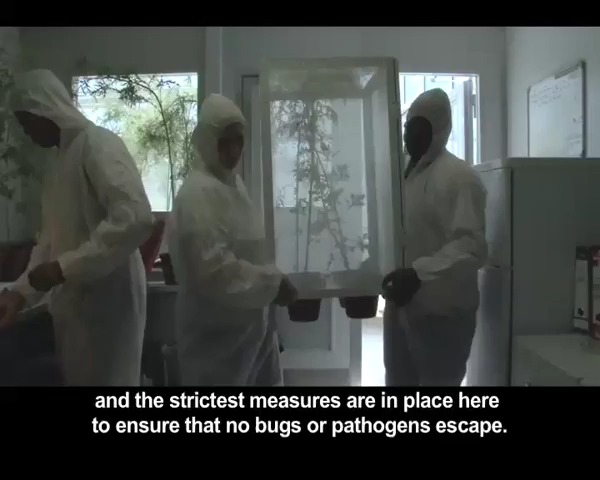 and the strictest measures are in place here
to ensure that no bugs or pathogens escape.